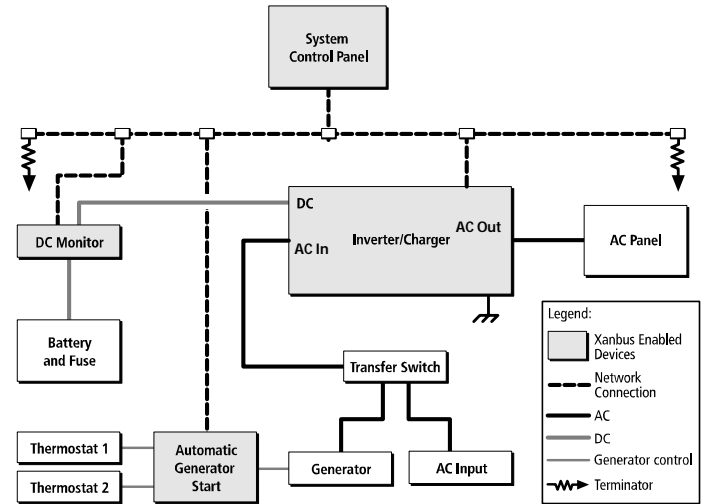 System
Control Panel
DC
Inverter/Charger
AC Out
AC In
AC Panel
DC Monitor
Battery
and Fuse
Transfer Switch
Thermostat 1
Thermostat 2
Automatic
Generator
Start
Generator
AC Input
Legend:
Xanbus Enabled
Devices
Network
Connection
AC
DC
Generator control
Terminator